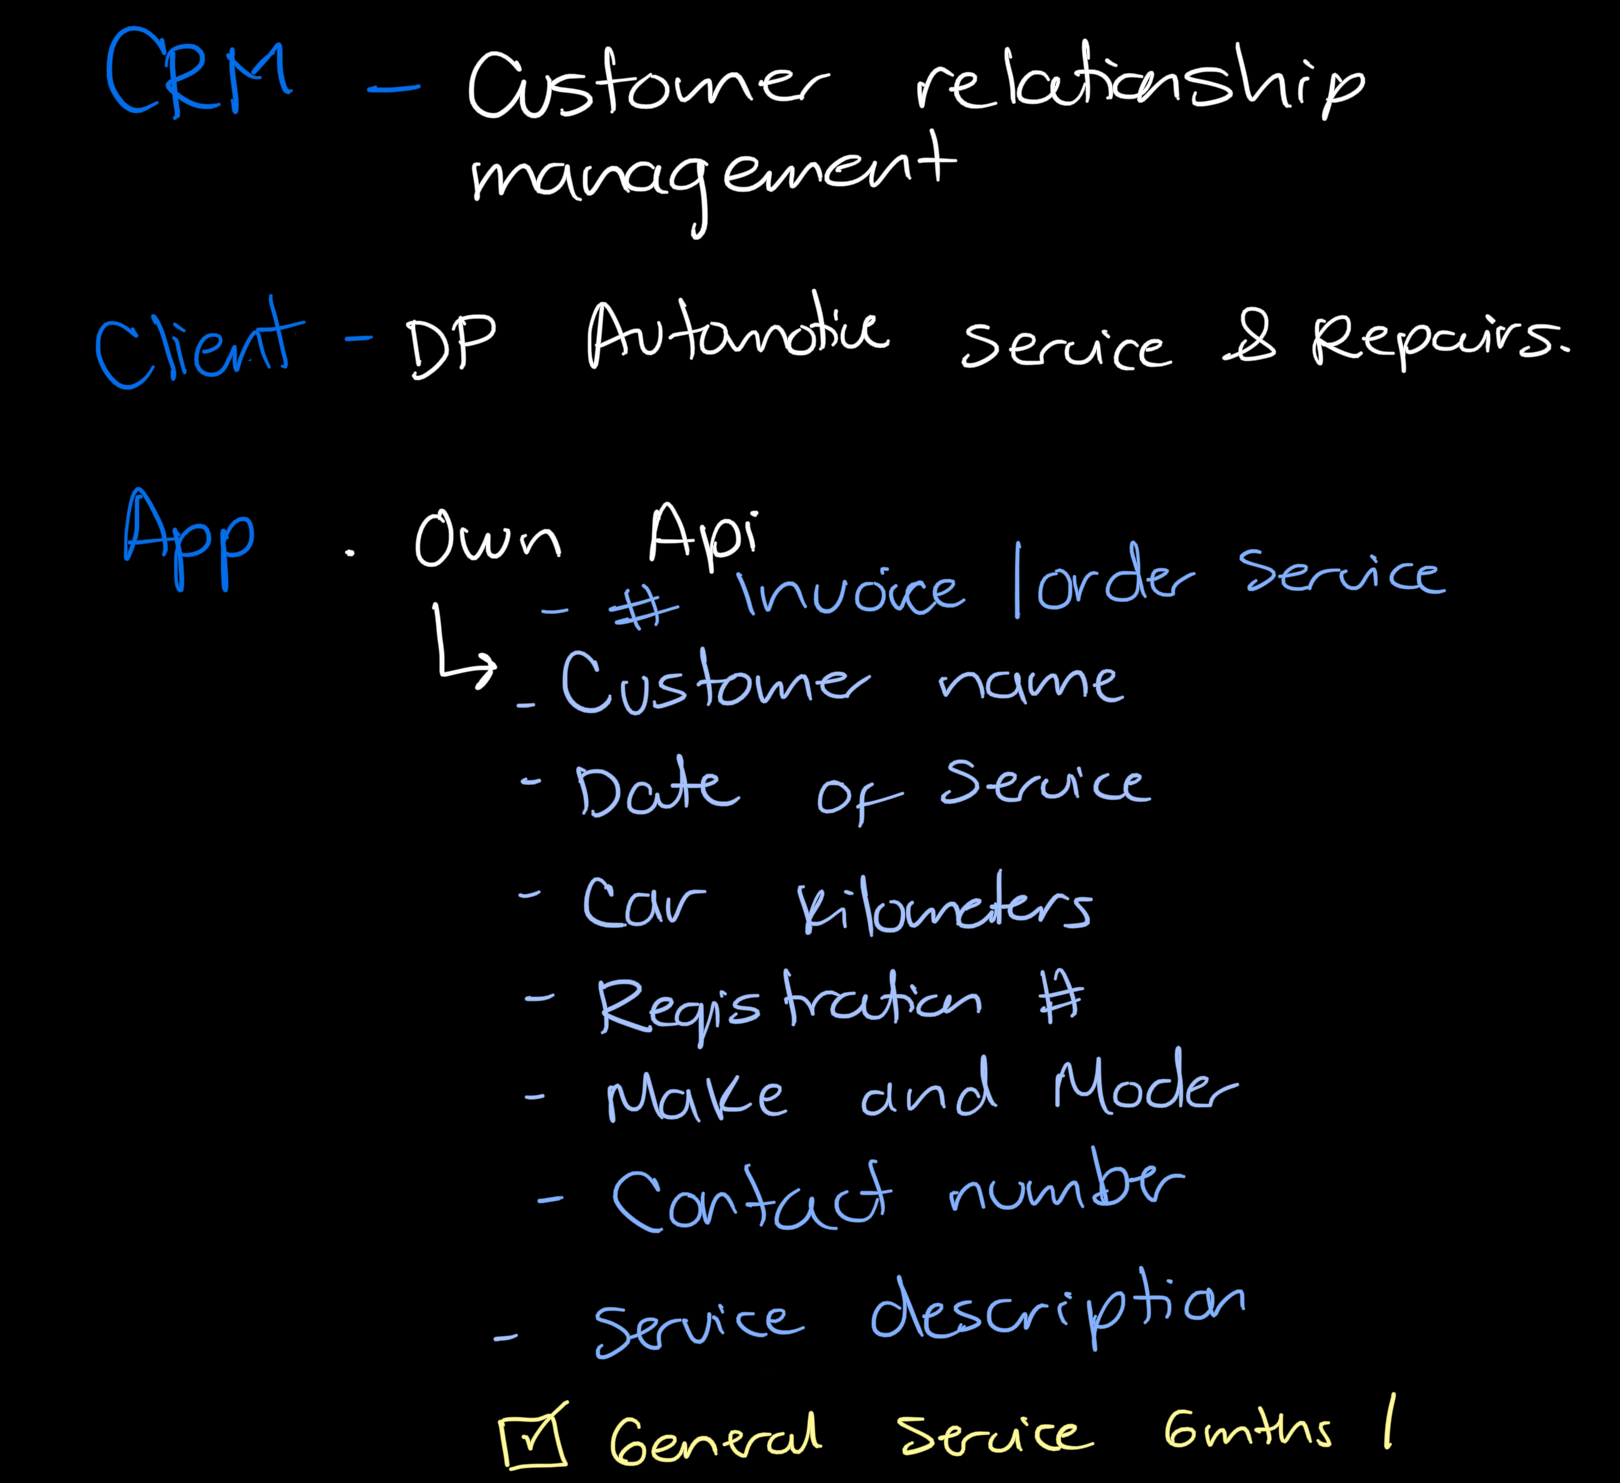 CRM - Customer relationship
management
Client - DP Automotive service & Repairs.
App . Own Api
- # Invoice / order service
- Customer name
- Date of Service
- Car kilometers
- Registration #
- Make and Model
- Contact number
- Service description
☑ General Service 6mths /